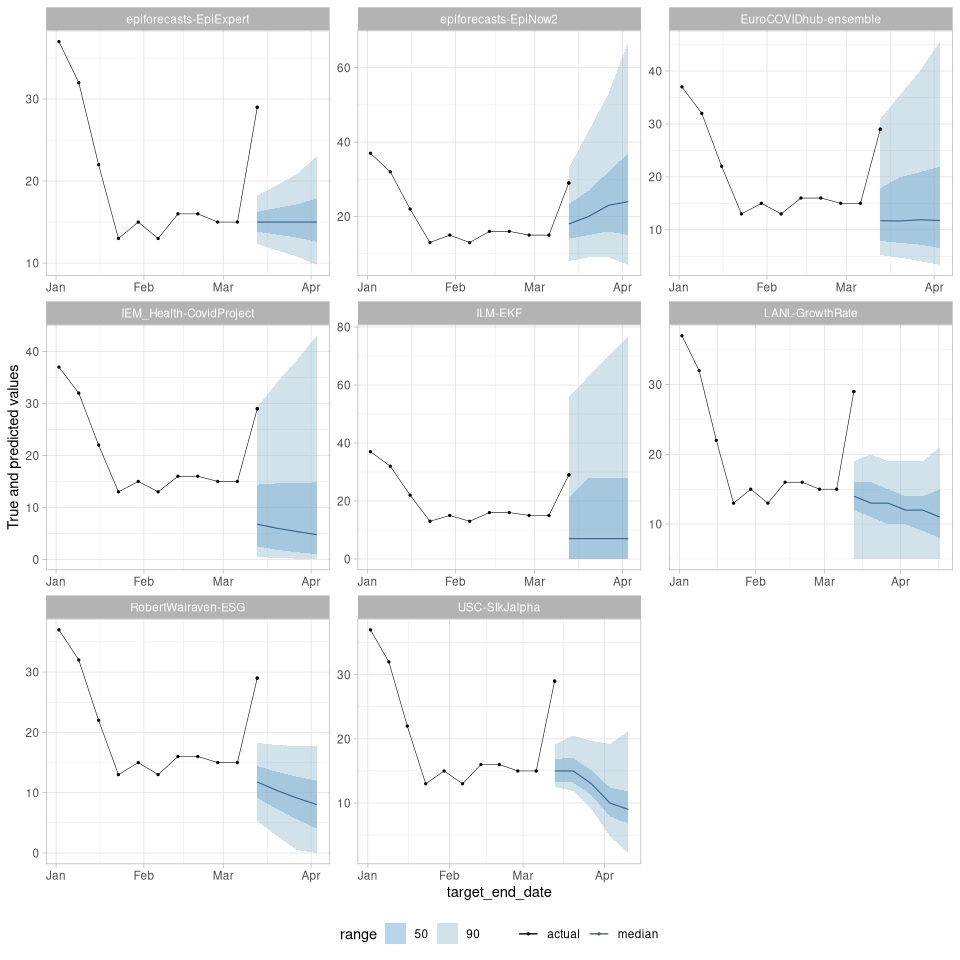 epiforecasts-EpiExpert epiforecasts-EpiNow2 EuroCOVIDhub-ensemble
30
20
10
Jan Feb Mar Apr
60
40
20
Jan Feb Mar Apr
40
30
20
10
Jan Feb Mar Apr
IEM_Health-CovidProject ILM-EKF LANL-GrowthRate
True and predicted values
40
30
20
10
0
Jan Feb Mar Apr
80
60
40
20
0
Jan Feb Mar Apr
30
20
10
Jan Feb Mar Apr
RobertWalraven-ESG USC-SIkJalpha
30
20
10
0
Jan Feb Mar Apr
30
20
10
Jan Feb Mar Apr
target_end_date
range 50 90 actual median